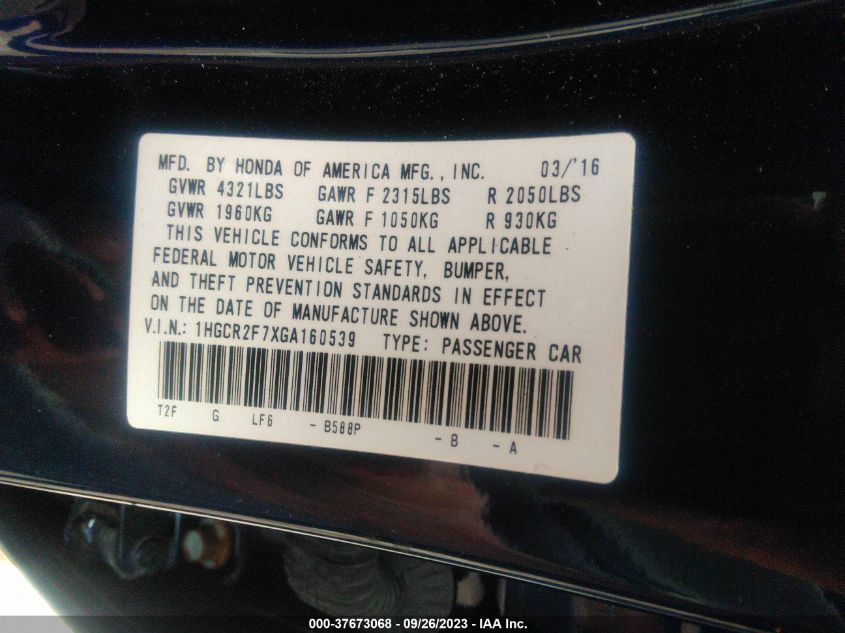 MFD. BY HONDA OF AMERICA MFG., INC. 03/'16
GVWR 4321LBS GAWR F 2315LBS R 2050LBS
GVWR 1960KG GAWR F 1050KG R 930KG
THIS VEHICLE CONFORMS TO ALL APPLICABLE
FEDERAL MOTOR VEHICLE SAFETY, BUMPER,
AND THEFT PREVENTION STANDARDS IN EFFECT
ON THE DATE OF MANUFACTURE SHOWN ABOVE.
V.I.N.: 1HGCR2F7XGA160539 TYPE: PASSENGER CAR
T2F G LF6 - B588P - B - A
000-37673068 - 09/26/2023 - IAA Inc.